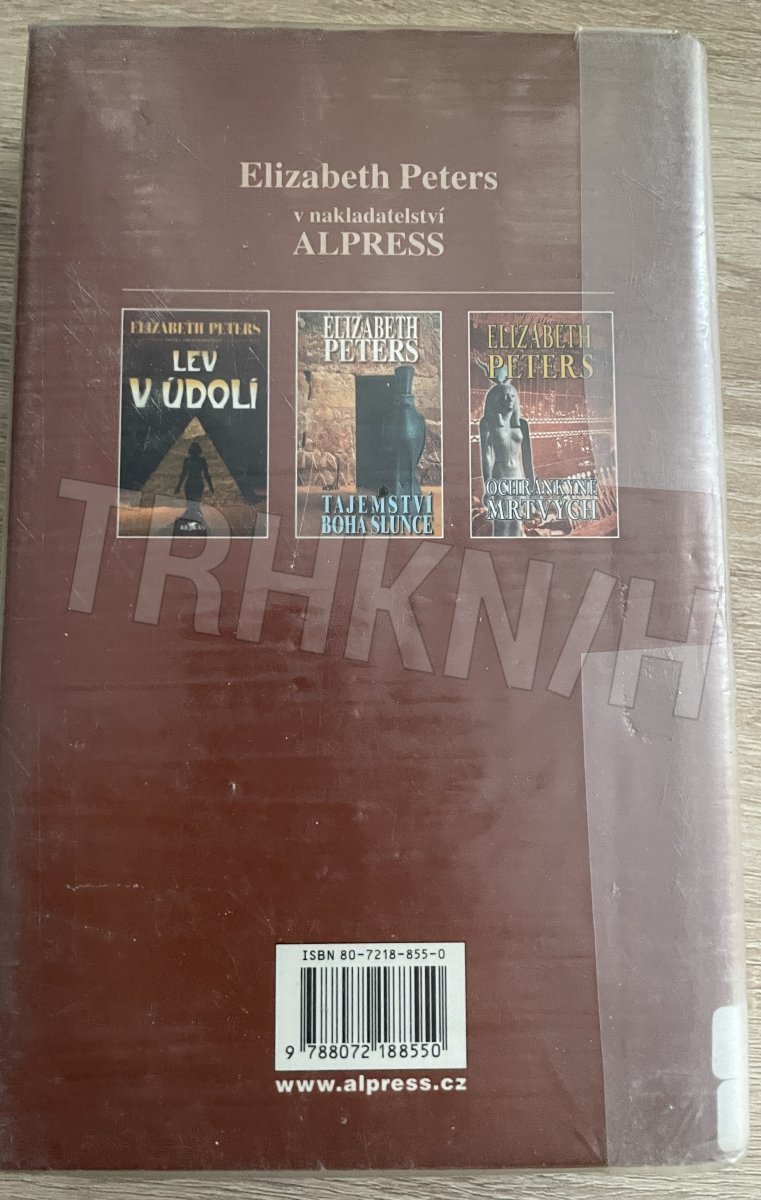 Elizabeth Peters
v nakladatelství
ALPRESS
ELIZABETH PETERS
LEV
V ÚDOLÍ
ELIZABETH
PETERS
TAJEMSTVÍ
BOHA SLUNCE
ELIZABETH
PETERS
OCHRÁNKYNĚ
MRTVÝCH
TRHKNIH
ISBN 80-7218-855-0
9 788072 188550
www.alpress.cz